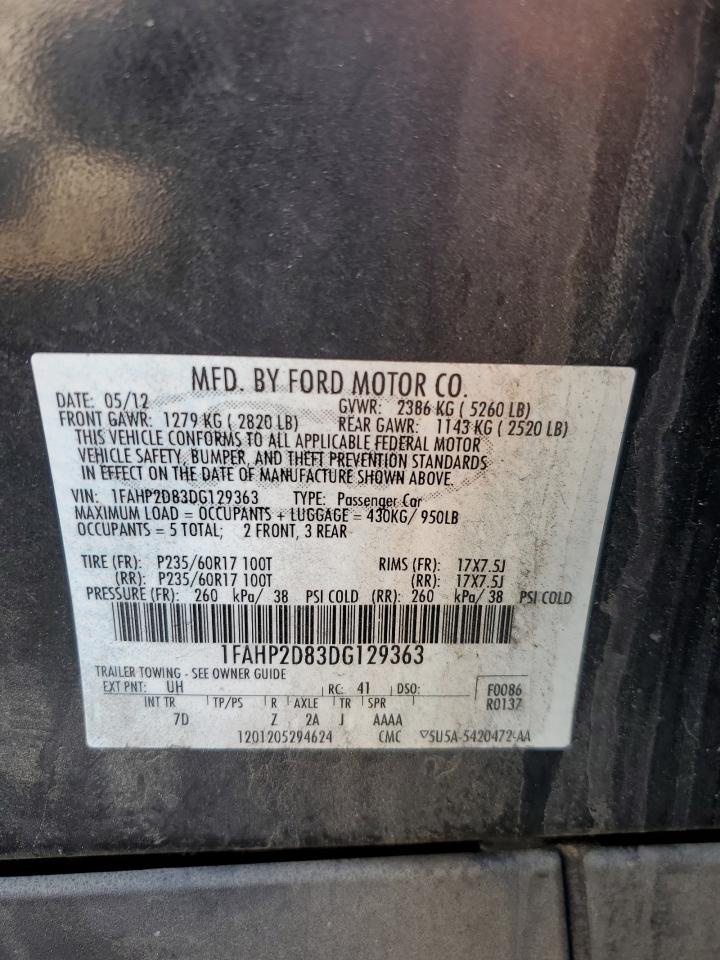 MFD. BY FORD MOTOR CO.
DATE: 05/12 GVWR: 2386 KG ( 5260 LB)
FRONT GAWR: 1279 KG ( 2820 LB) REAR GAWR: 1143 KG ( 2520 LB)
THIS VEHICLE CONFORMS TO ALL APPLICABLE FEDERAL MOTOR
VEHICLE SAFETY, BUMPER, AND THEFT PREVENTION STANDARDS
IN EFFECT ON THE DATE OF MANUFACTURE SHOWN ABOVE.
VIN: 1FAHP2D83DG129363 TYPE: Passenger Car
MAXIMUM LOAD = OCCUPANTS + LUGGAGE = 430KG/ 950LB
OCCUPANTS = 5 TOTAL; 2 FRONT, 3 REAR
TIRE (FR): P235/60R17 100T RIMS (FR): 17X7.5J
(RR): P235/60R17 100T (RR): 17X7.5J
PRESSURE (FR): 260 kPa/ 38 PSI COLD (RR): 260 kPa/ 38 PSI COLD
1FAHP2D83DG129363
TRAILER TOWING - SEE OWNER GUIDE
EXT PNT: UH RC: 41 DSO: F0086
INT TR TP/PS R AXLE TR SPR R0137
7D Z 2A J AAAA
1201205294624 CMC 5U5A-5420472-AA